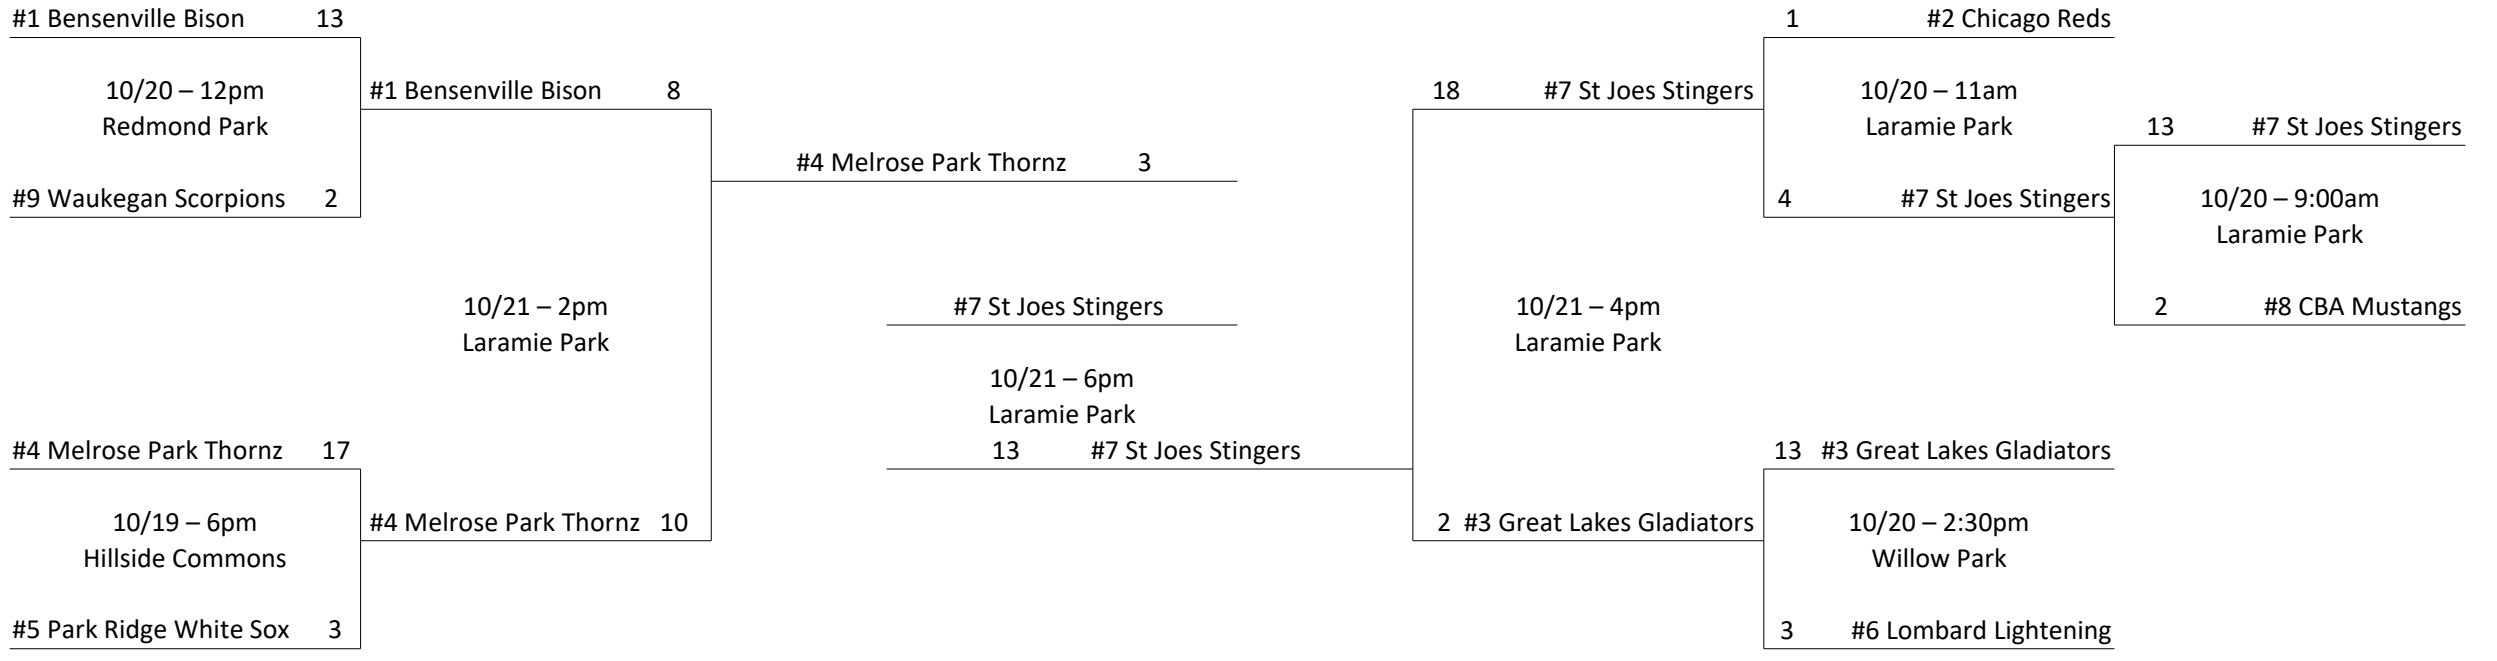 #1 Bensenville Bison 13
10/20 – 12pm
Redmond Park
#9 Waukegan Scorpions 2
#1 Bensenville Bison 8
10/21 – 2pm
Laramie Park
#4 Melrose Park Thornz 17
10/19 – 6pm
Hillside Commons
#5 Park Ridge White Sox 3
#4 Melrose Park Thornz 10
#4 Melrose Park Thornz 3
#7 St Joes Stingers
10/21 – 6pm
Laramie Park
13 #7 St Joes Stingers
18 #7 St Joes Stingers
10/21 – 4pm
Laramie Park
2 #3 Great Lakes Gladiators
1 #2 Chicago Reds
10/20 – 11am
Laramie Park
4 #7 St Joes Stingers
13 #7 St Joes Stingers
10/20 – 9:00am
Laramie Park
2 #8 CBA Mustangs
13 #3 Great Lakes Gladiators
10/20 – 2:30pm
Willow Park
3 #6 Lombard Lightening